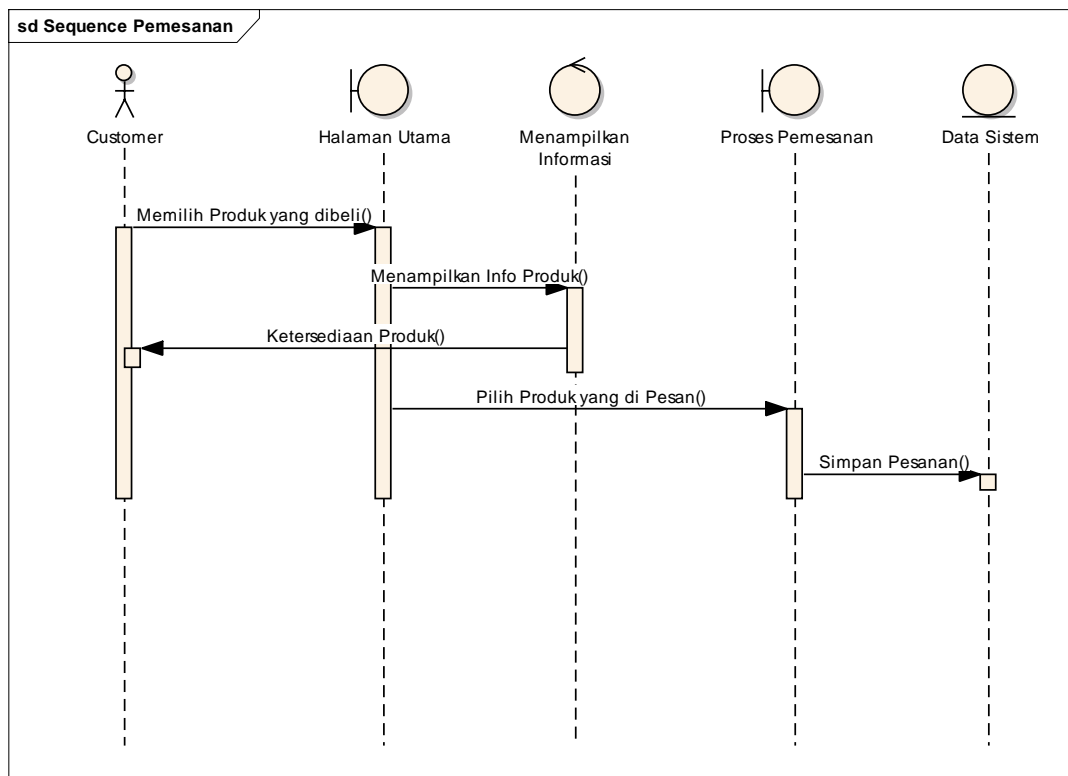 sd Sequence Pemesanan
Customer
Halaman Utama
Menampilkan
Informasi
Proses Pemesanan
Data Sistem
Memilih Produk yang dibeli()
Menampilkan Info Produk()
Ketersediaan Produk()
Pilih Produk yang di Pesan()
Simpan Pesanan()